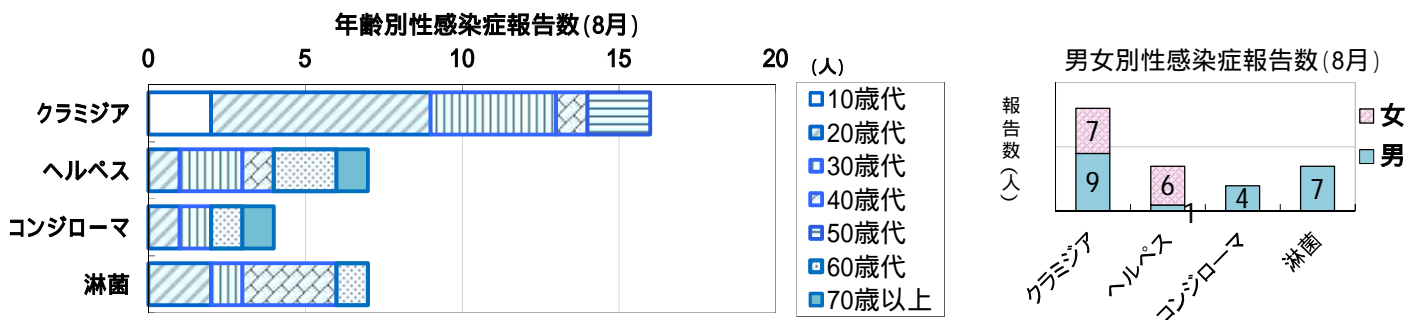 年齢別性感染症報告数(8月)
0 5 10 15 20
(人)
クラミジア
ヘルペス
コンジローマ
淋菌
10歳代
20歳代
30歳代
40歳代
50歳代
60歳代
70歳以上
男女別性感染症報告数(8月)
報告数(人)
7
9
6
1
4
7
クラミジア
ヘルペス
コンジローマ
淋菌
女
男